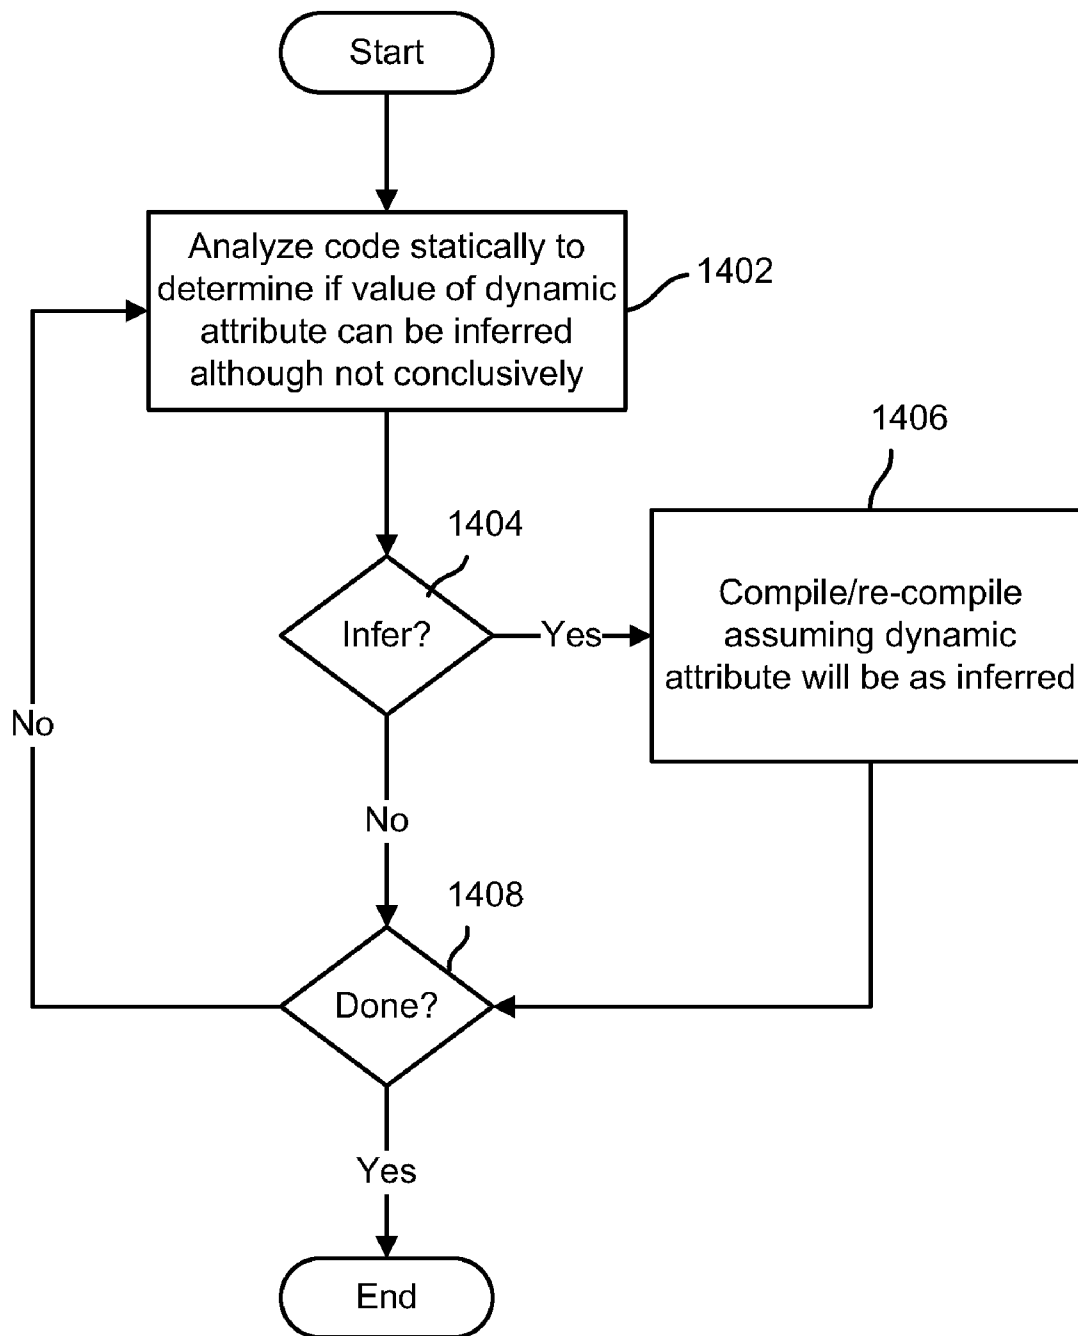 Start
Analyze code statically to
determine if value of dynamic
attribute can be inferred
although not conclusively
1402
1406
1404
Infer?
Yes
Compile/re-compile
assuming dynamic
attribute will be as inferred
No
No
1408
Done?
Yes
End